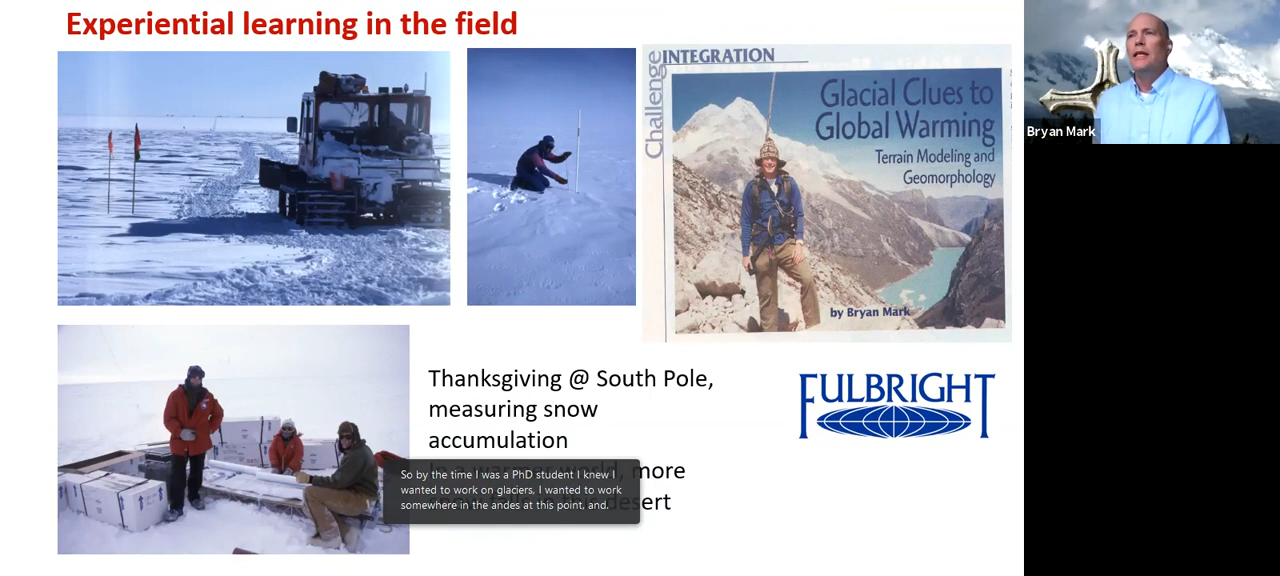 Experiential learning in the field
Challenge
INTEGRATION
Glacial Clues to
Global Warming
Terrain Modeling and
Geomorphology
by Bryan Mark
Thanksgiving @ South Pole,
measuring snow
accumulation
more
desert
FULBRIGHT
So by the time I was a PhD student I knew I
wanted to work on glaciers, I wanted to work
somewhere in the andes at this point, and.
Bryan Mark